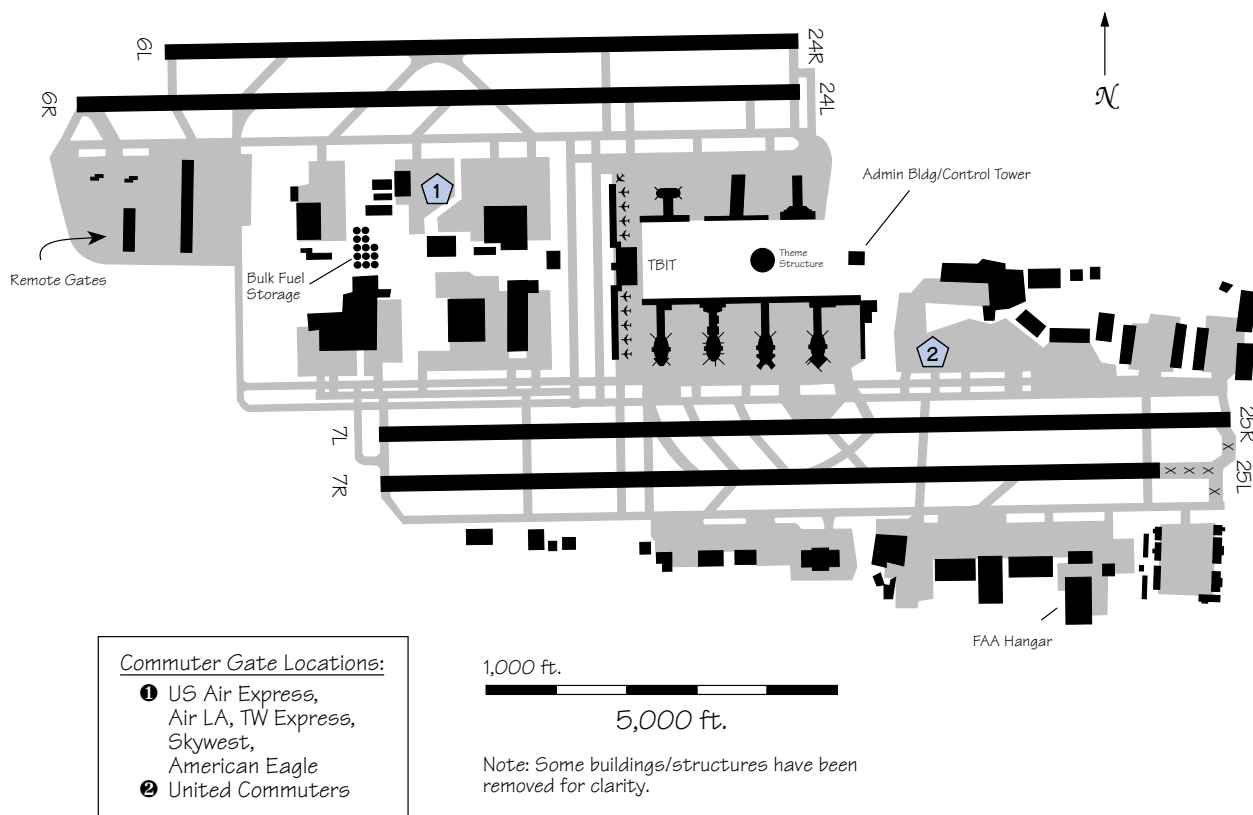 6L
24R
6R
24L
N
1
Admin Bldg/Control Tower
Remote Gates
Bulk Fuel
Storage
TBIT
Theme
Structure
2
7L
25R
7R
25L
X
X X X
X
FAA Hangar
Commuter Gate Locations:
❶ US Air Express,
Air LA, TW Express,
Skywest,
American Eagle
❷ United Commuters
1,000 ft.
5,000 ft.
Note: Some buildings/structures have been
removed for clarity.